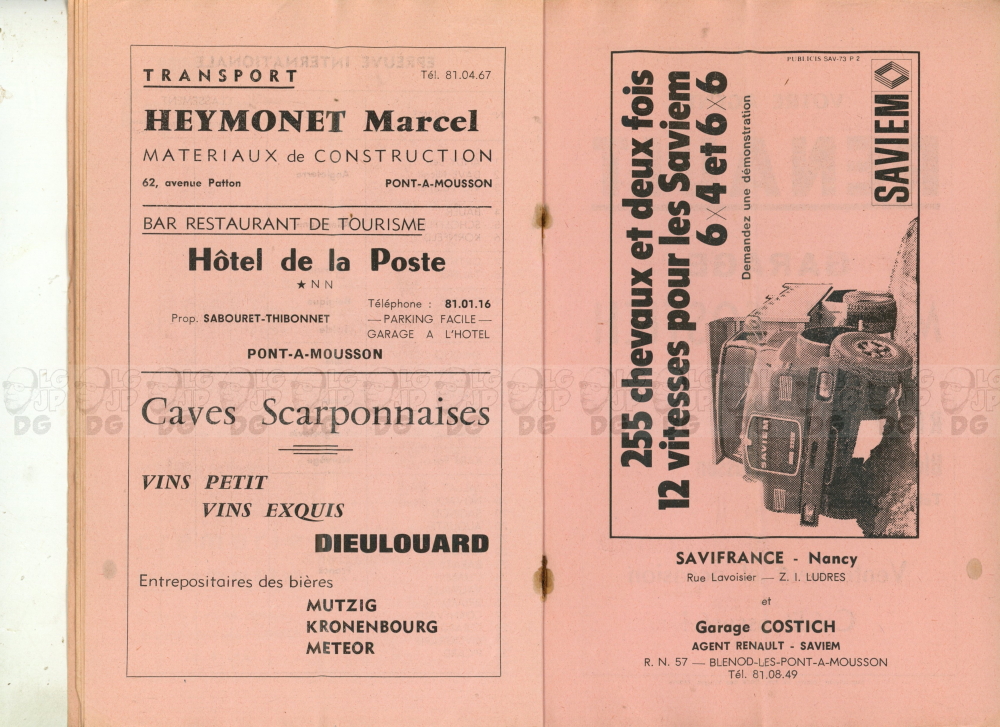 TRANSPORT Tél. 81.04.67
HEYMONET Marcel
MATERIAUX de CONSTRUCTION
62, avenue Patton PONT-A-MOUSSON
BAR RESTAURANT DE TOURISME
Hôtel de la Poste
★NN
Téléphone : 81.01.16
Prop. SABOURET-THIBONNET — PARKING FACILE —
GARAGE A L'HOTEL
PONT-A-MOUSSON
Caves Scarponnaises
VINS PETIT
VINS EXQUIS
DIEULOUARD
Entrepositaires des bières
MUTZIG
KRONENBOURG
METEOR
PUBLICIS SAV-73 P 2
255 chevaux et deux fois
12 vitesses pour les Saviem
6×4 et 6×6
Demandez une démonstration
SAVIEM
SAVIEM
SAVIFRANCE - Nancy
Rue Lavoisier — Z. I. LUDRES
et
Garage COSTICH
AGENT RENAULT - SAVIEM
R. N. 57 — BLENOD-LES-PONT-A-MOUSSON
Tél. 81.08.49